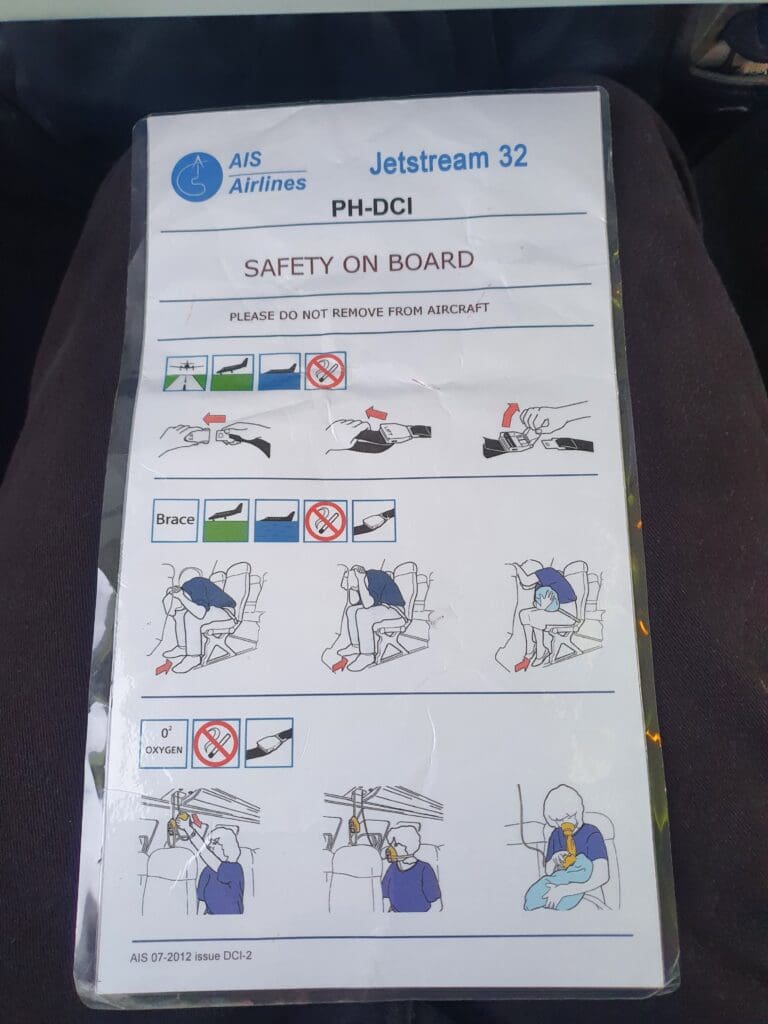 AIS
Airlines
Jetstream 32
PH-DCI
SAFETY ON BOARD
PLEASE DO NOT REMOVE FROM AIRCRAFT
Brace
0²
OXYGEN
AIS 07-2012 issue DCI-2